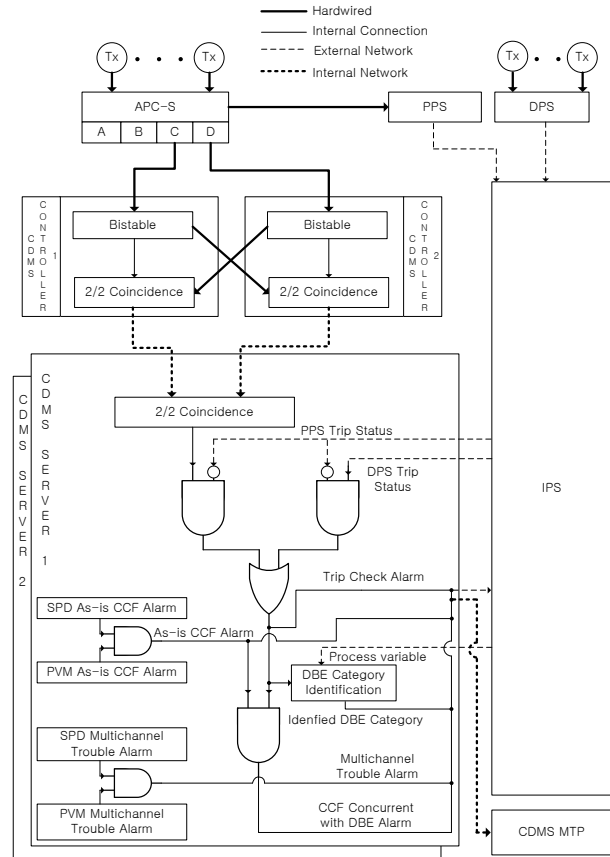 Hardwired
Internal Connection
External Network
Internal Network
Tx
Tx
Tx
Tx
APC-S
A B C D
PPS
DPS
CDMS
CONTROLLER
1
Bistable
2/2 Coincidence
Bistable
2/2 Coincidence
CDMS
CONTROLLER
2
CDMS SERVER 2
CDMS SERVER 1
2/2 Coincidence
PPS Trip Status
DPS Trip
Status
IPS
Trip Check Alarm
SPD As-is CCF Alarm
As-is CCF Alarm
PVM As-is CCF Alarm
Process variable
DBE Category
Identification
Idenfied DBE Category
SPD Multichannel
Trouble Alarm
Multichannel
Trouble Alarm
PVM Multichannel
Trouble Alarm
CCF Concurrent
with DBE Alarm
CDMS MTP